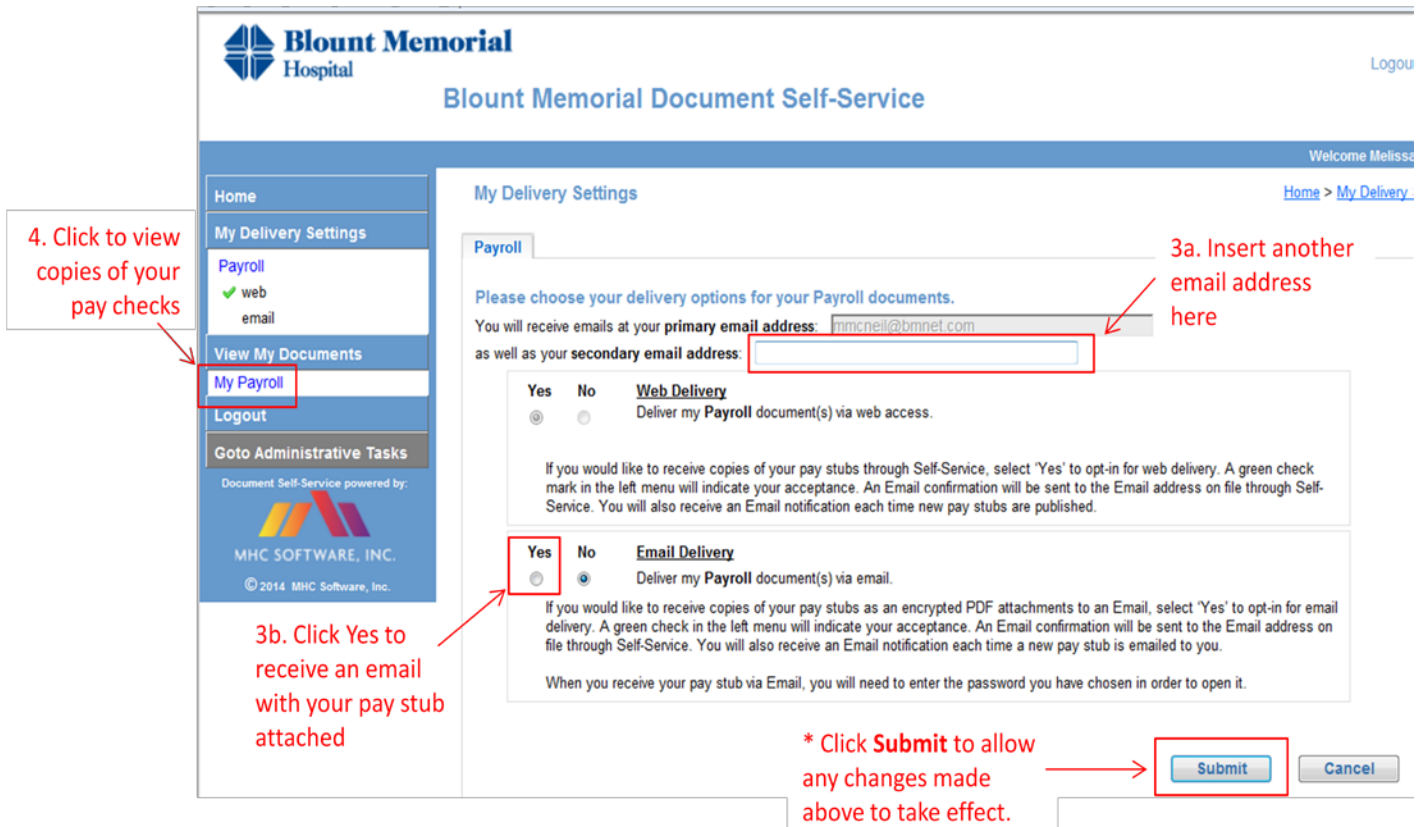 Blount Memorial
Hospital
Logou
Blount Memorial Document Self-Service
Welcome Melissa
Home
My Delivery Settings
Payroll
web
email
View My Documents
My Payroll
Logout
Goto Administrative Tasks
Document Self-Service powered by:
MHC SOFTWARE, INC.
© 2014 MHC Software, Inc.
4. Click to view
copies of your
pay checks
My Delivery Settings
Home > My Delivery
Payroll
3a. Insert another
email address
here
Please choose your delivery options for your Payroll documents.
You will receive emails at your primary email address: mmcneil@bmnet.com
as well as your secondary email address:
Yes No Web Delivery
Deliver my Payroll document(s) via web access.
If you would like to receive copies of your pay stubs through Self-Service, select 'Yes' to opt-in for web delivery. A green check
mark in the left menu will indicate your acceptance. An Email confirmation will be sent to the Email address on file through Self-
Service. You will also receive an Email notification each time new pay stubs are published.
Yes No Email Delivery
Deliver my Payroll document(s) via email.
If you would like to receive copies of your pay stubs as an encrypted PDF attachments to an Email, select 'Yes' to opt-in for email
delivery. A green check in the left menu will indicate your acceptance. An Email confirmation will be sent to the Email address on
file through Self-Service. You will also receive an Email notification each time a new pay stub is emailed to you.
When you receive your pay stub via Email, you will need to enter the password you have chosen in order to open it.
3b. Click Yes to
receive an email
with your pay stub
attached
* Click Submit to allow
any changes made
above to take effect.
Submit Cancel